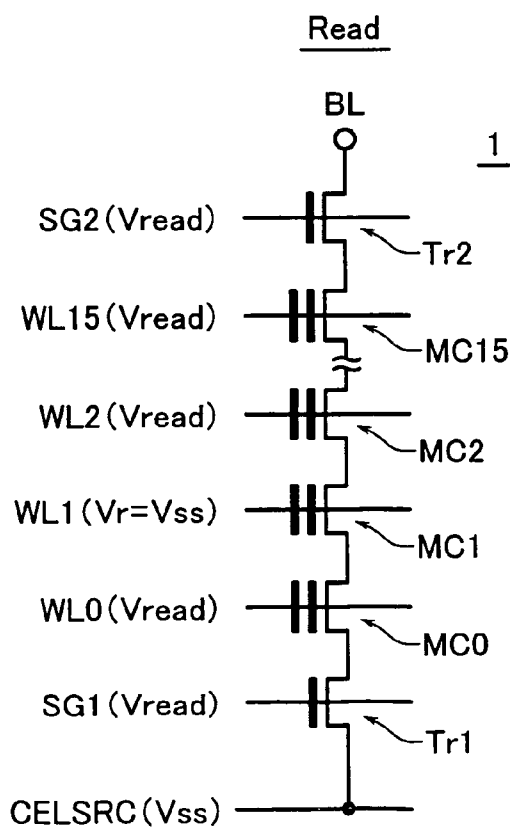 Read
BL
1
SG2(Vread)
Tr2
WL15(Vread)
MC15
WL2(Vread)
MC2
WL1(Vr=Vss)
MC1
WL0(Vread)
MC0
SG1(Vread)
Tr1
CELSRC(Vss)